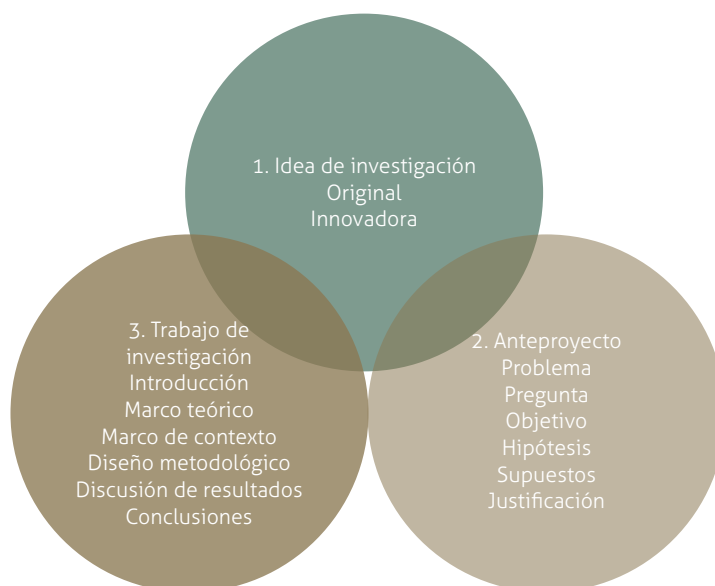 1. Idea de investigación
Original
Innovadora
2. Anteproyecto
Problema
Pregunta
Objetivo
Hipótesis
Supuestos
Justificación
3. Trabajo de
investigación
Introducción
Marco teórico
Marco de contexto
Diseño metodológico
Discusión de resultados
Conclusiones